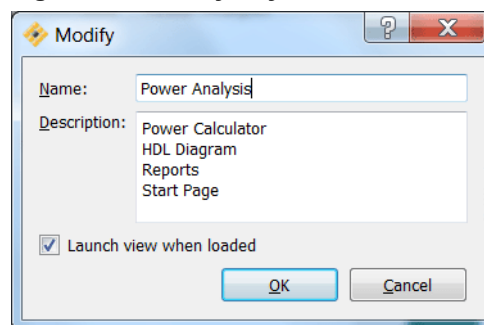 Modify
Name: Power Analysis
Description: Power Calculator
HDL Diagram
Reports
Start Page
Launch view when loaded
OK Cancel